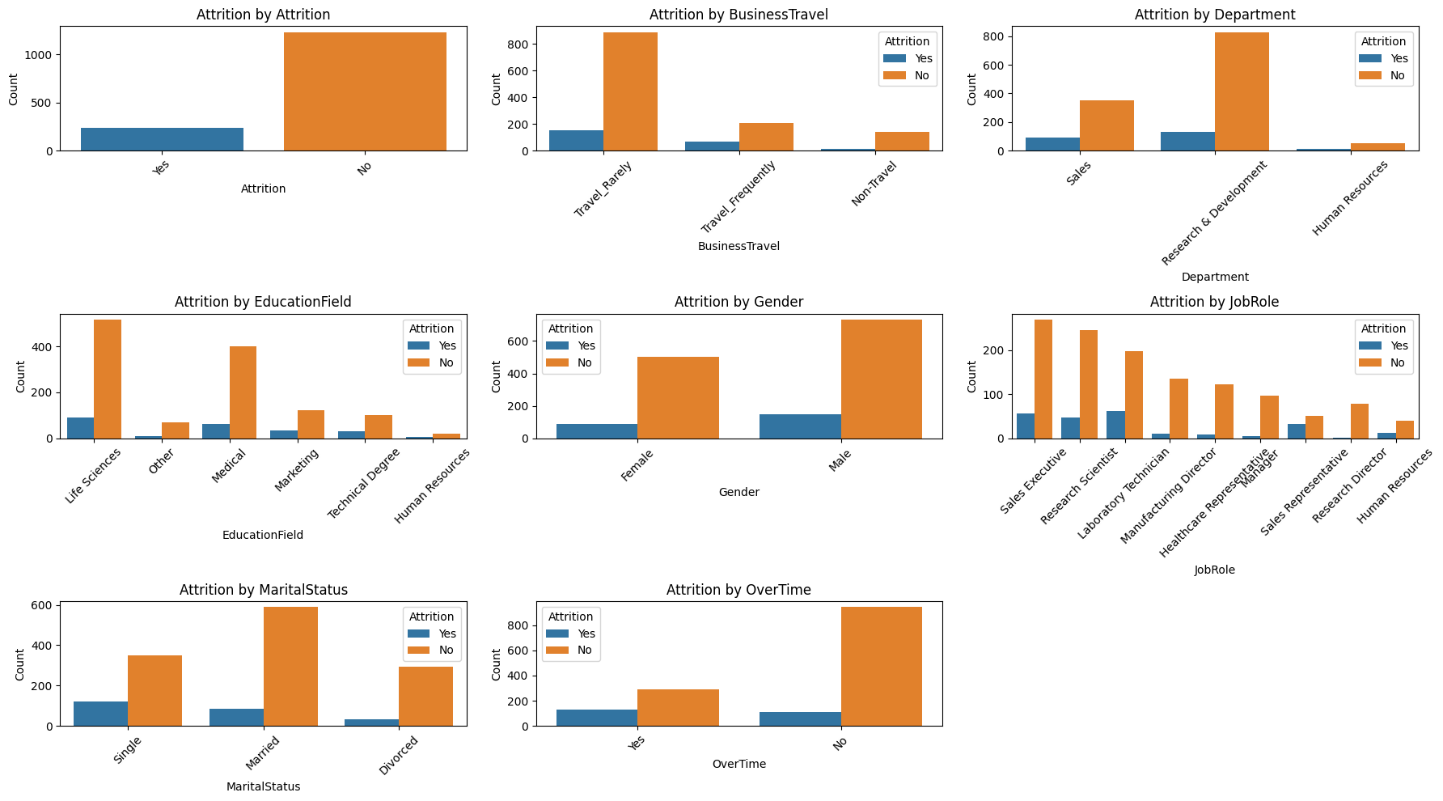 Attrition by Attrition
Count
1000
500
0
Yes
No
Attrition
Attrition by BusinessTravel
Count
800
600
400
200
0
Attrition
Yes
No
Travel_Rarely
Travel_Frequently
Non-Travel
BusinessTravel
Attrition by Department
Count
800
600
400
200
0
Attrition
Yes
No
Sales
Research & Development
Human Resources
Department
Attrition by EducationField
Count
400
200
0
Attrition
Yes
No
Life Sciences
Other
Medical
Marketing
Technical Degree
Human Resources
EducationField
Attrition by Gender
Count
600
400
200
0
Attrition
Yes
No
Female
Male
Gender
Attrition by JobRole
Count
200
100
0
Attrition
Yes
No
Sales Executive
Research Scientist
Laboratory Technician
Manufacturing Director
Healthcare Representative
Manager
Sales Representative
Research Director
Human Resources
JobRole
Attrition by MaritalStatus
Count
600
400
200
0
Attrition
Yes
No
Single
Married
Divorced
MaritalStatus
Attrition by OverTime
Count
800
600
400
200
0
Attrition
Yes
No
Yes
No
OverTime